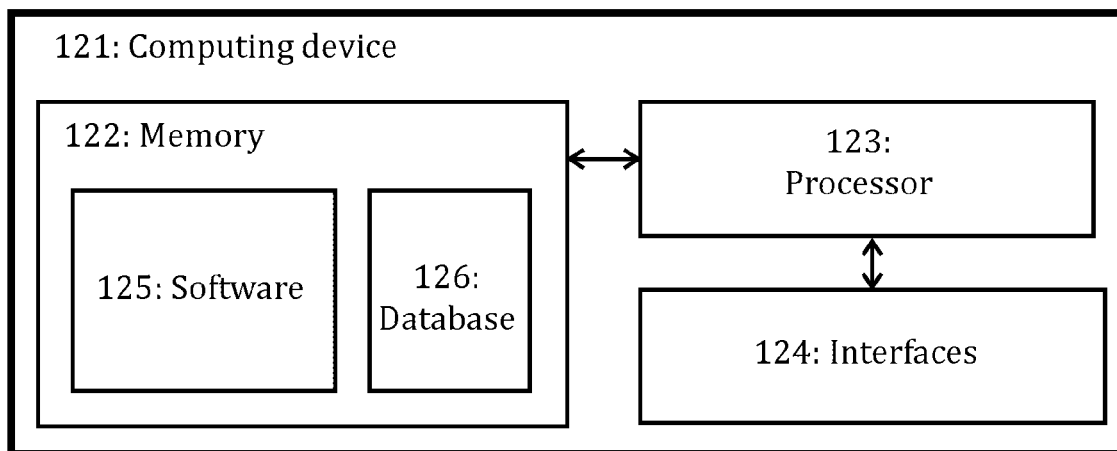 121: Computing device
122: Memory
123:
Processor
125: Software
126:
Database
124: Interfaces